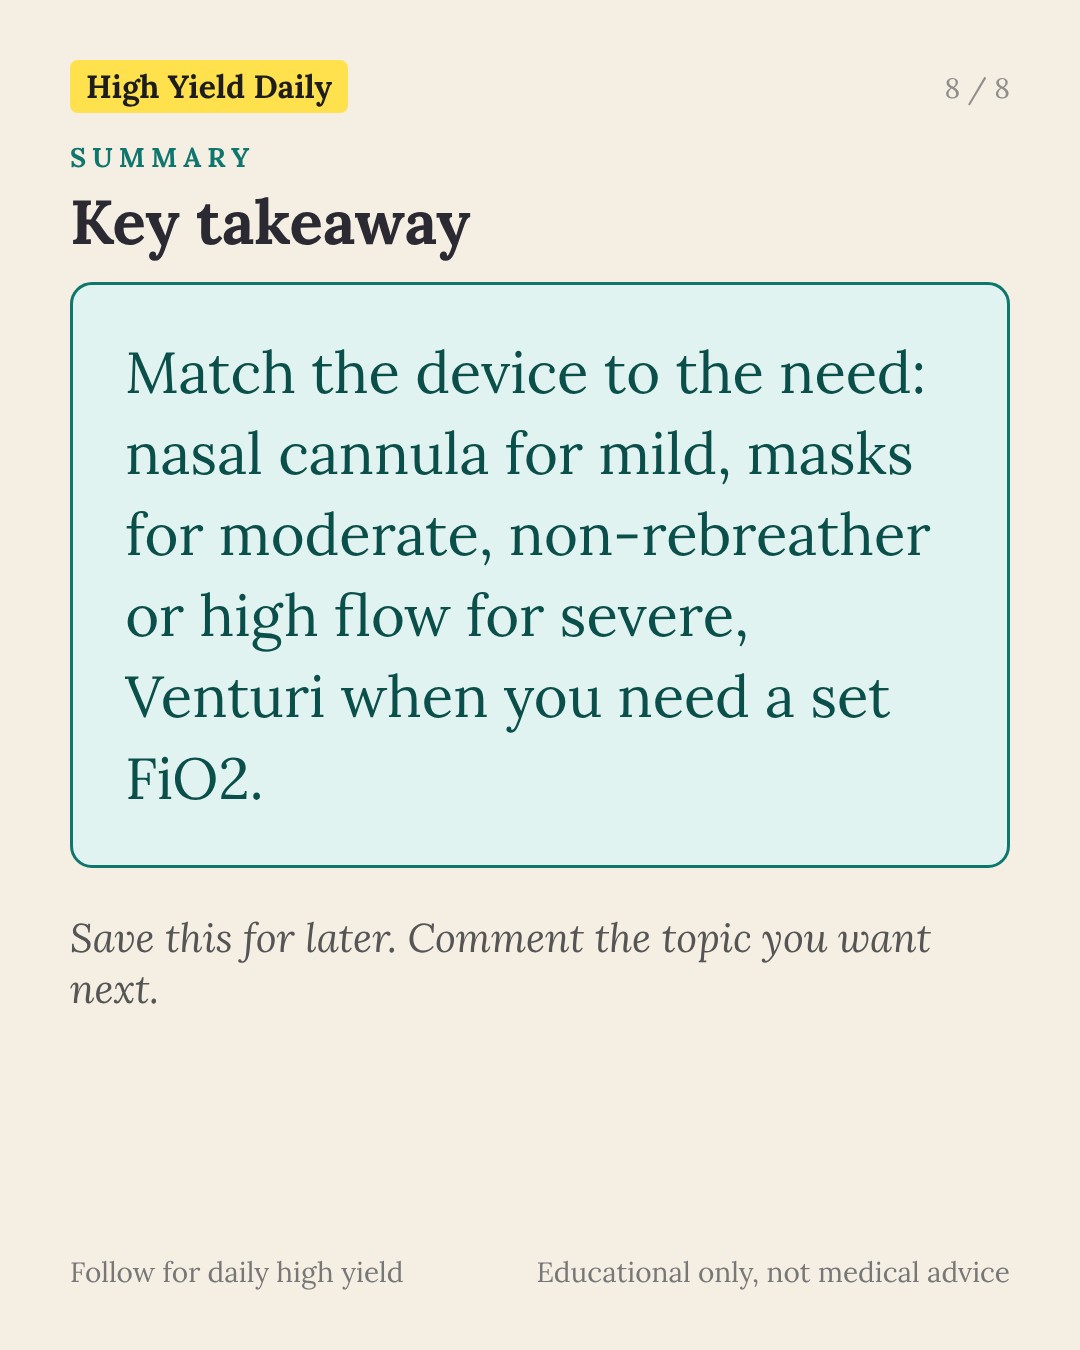 High Yield Daily
8 / 8
SUMMARY
Key takeaway
Match the device to the need:
nasal cannula for mild, masks
for moderate, non-rebreather
or high flow for severe,
Venturi when you need a set
FiO2.
Save this for later. Comment the topic you want
next.
Follow for daily high yield
Educational only, not medical advice